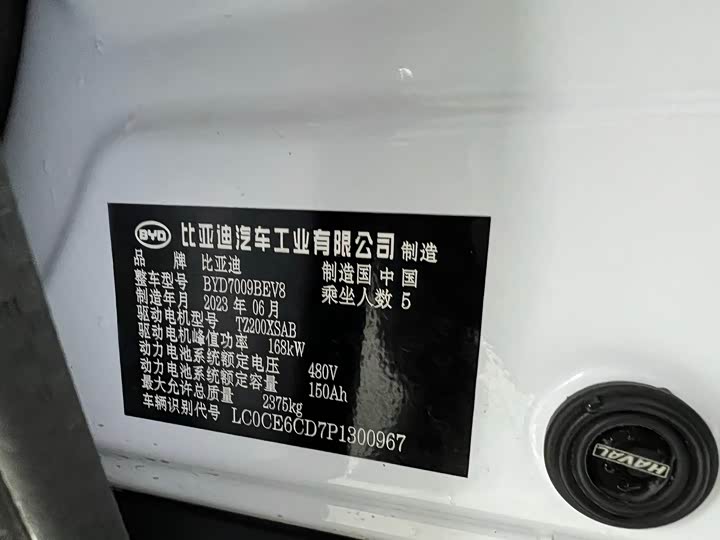 BYD 比亚迪汽车工业有限公司 制造
品 牌 比亚迪 制造国 中国
整车型号 BYD7009BEV8 乘坐人数 5
制造年月 2023 年 06 月
驱动电机型号 TZ200XSAB
驱动电机峰值功率 168kW
动力电池系统额定电压 480V
动力电池系统额定容量 150Ah
最大允许总质量 2375kg
车辆识别代号 LC0CE6CD7P1300967
HAVAL